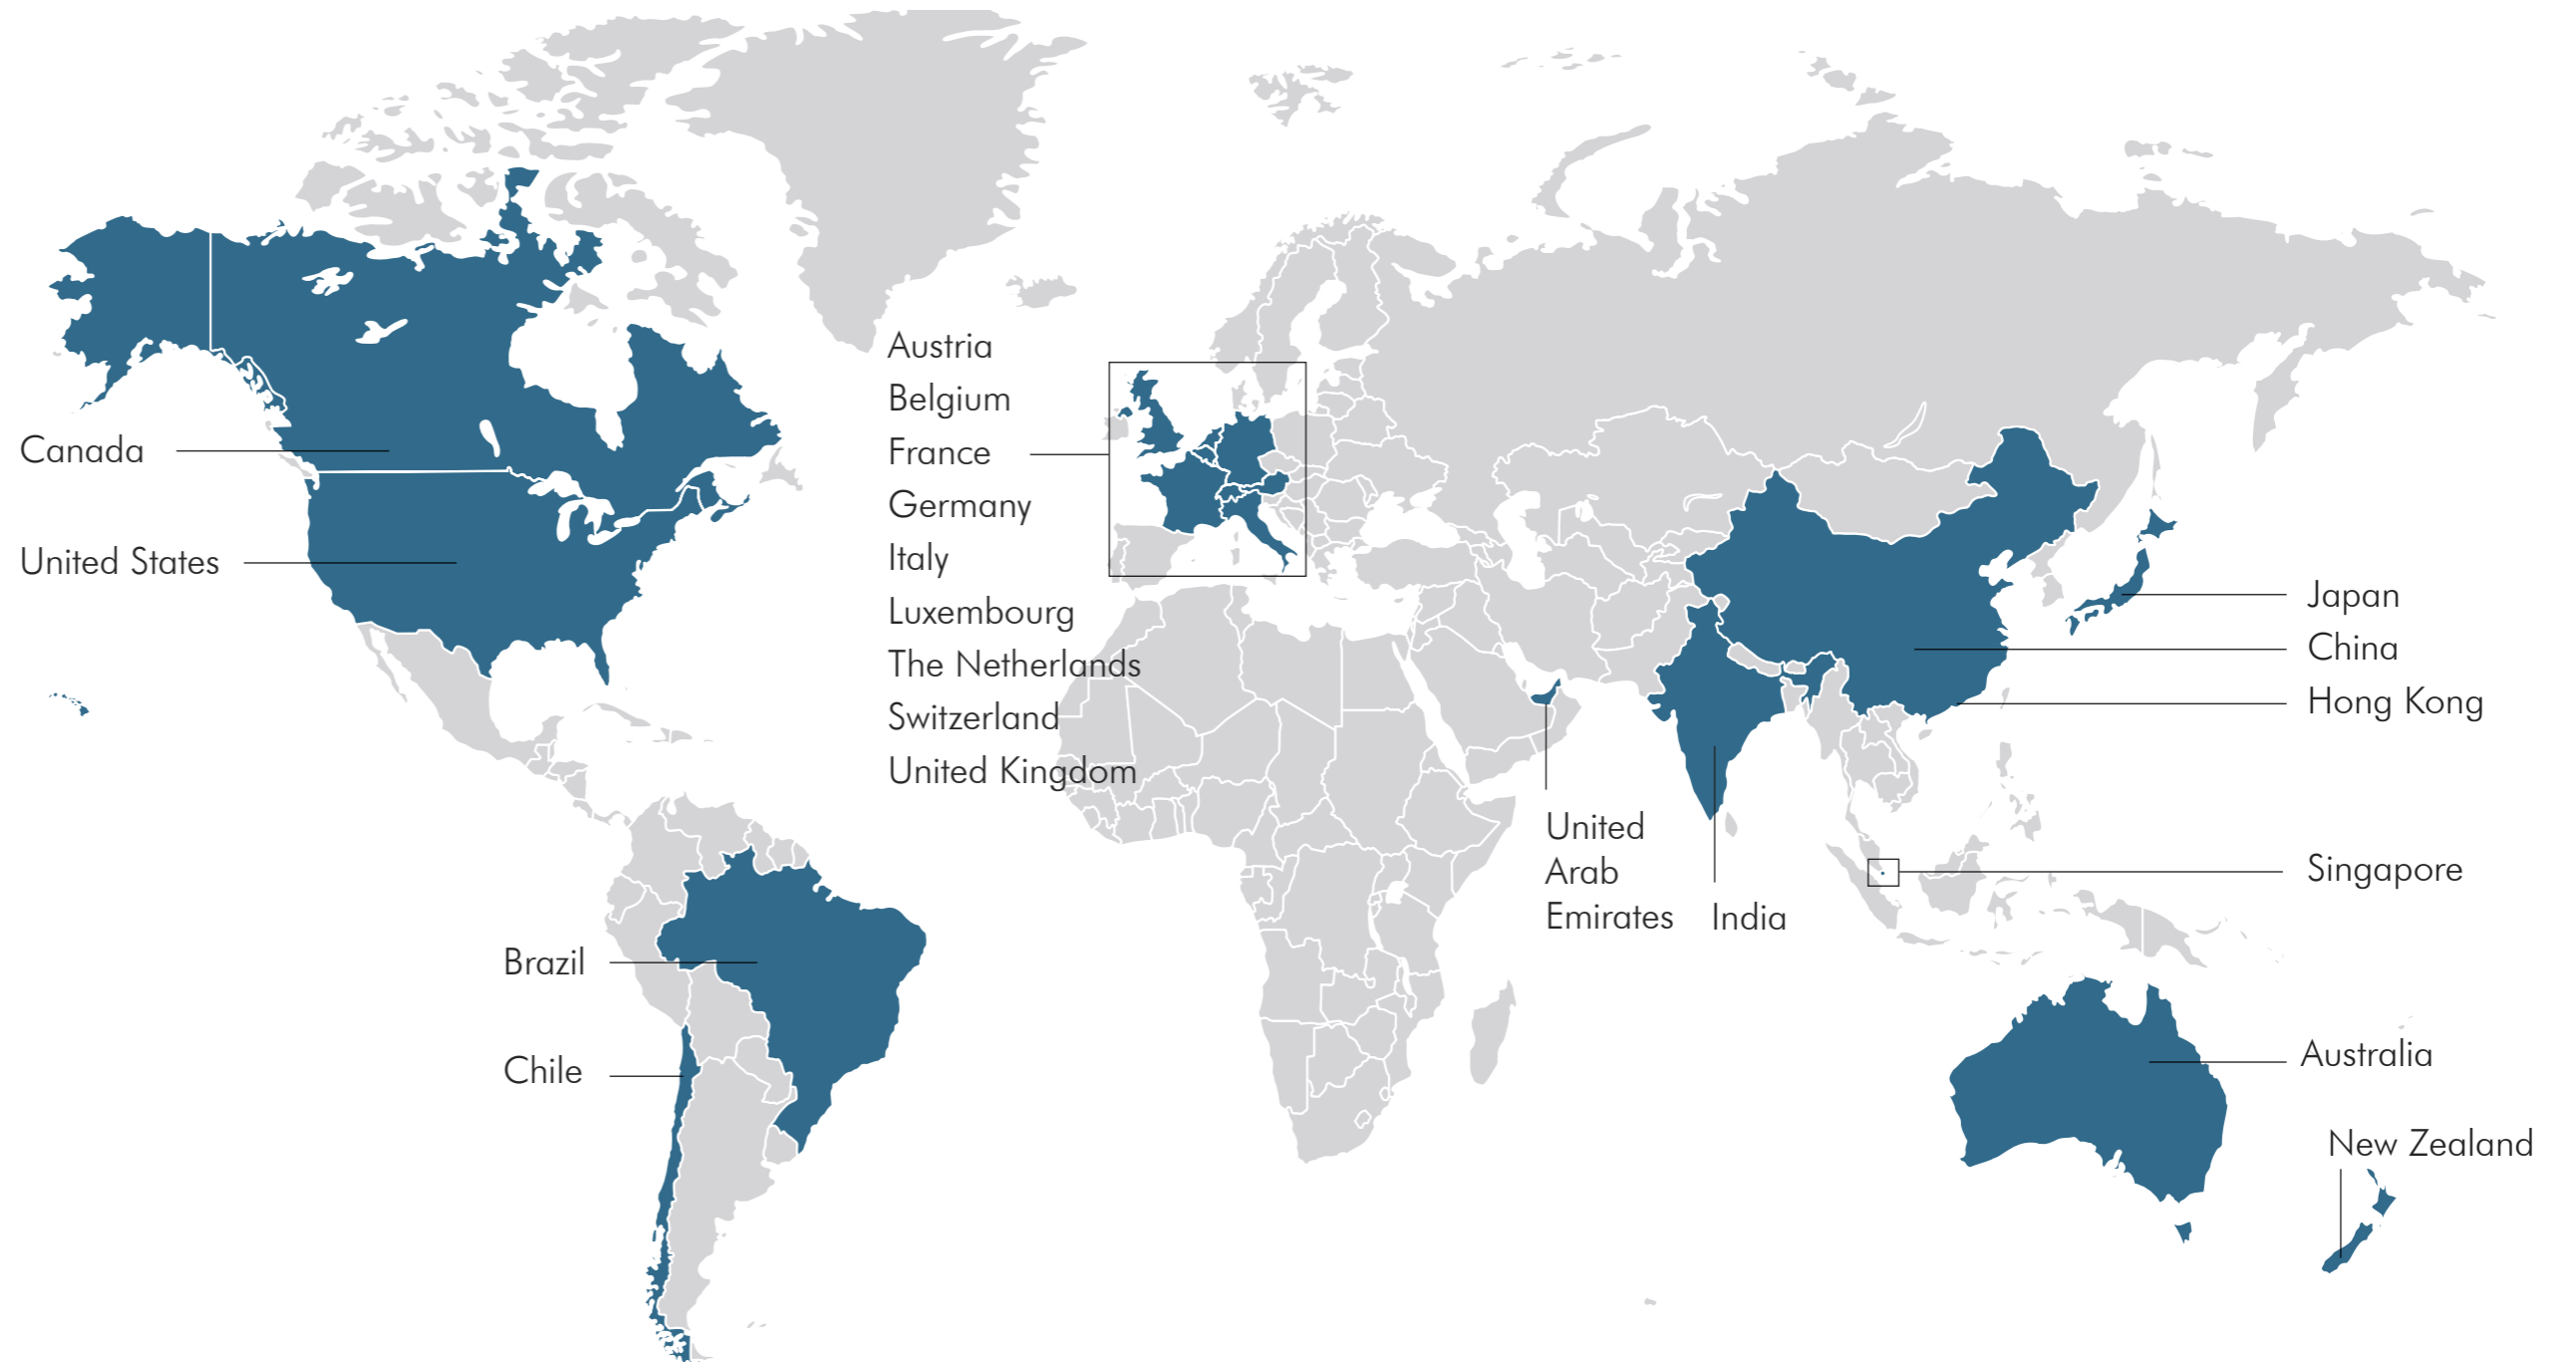 Canada
United States
Brazil
Chile
Austria
Belgium
France
Germany
Italy
Luxembourg
The Netherlands
Switzerland
United Kingdom
United
Arab
Emirates
India
Japan
China
Hong Kong
Singapore
Australia
New Zealand